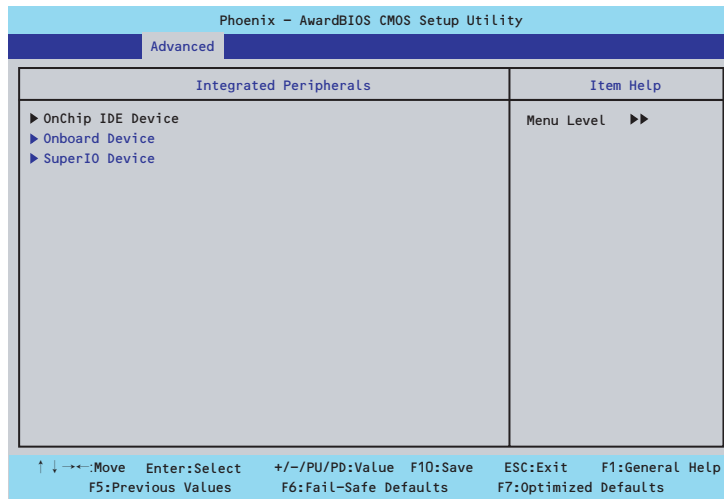 Phoenix – AwardBIOS CMOS Setup Utility
Advanced
Integrated Peripherals
Item Help
▶ OnChip IDE Device
Menu Level ▶▶
▶ Onboard Device
▶ SuperIO Device
↑↓→←:Move Enter:Select +/-/PU/PD:Value F10:Save ESC:Exit F1:General Help
F5:Previous Values F6:Fail-Safe Defaults F7:Optimized Defaults